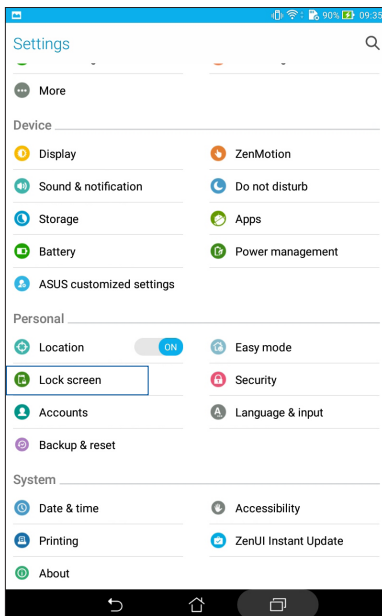 90% 09:35
Settings
More
Device
Display ZenMotion
Sound & notification Do not disturb
Storage Apps
Battery Power management
ASUS customized settings
Personal
Location ON Easy mode
Lock screen Security
Accounts Language & input
Backup & reset
System
Date & time Accessibility
Printing ZenUI Instant Update
About